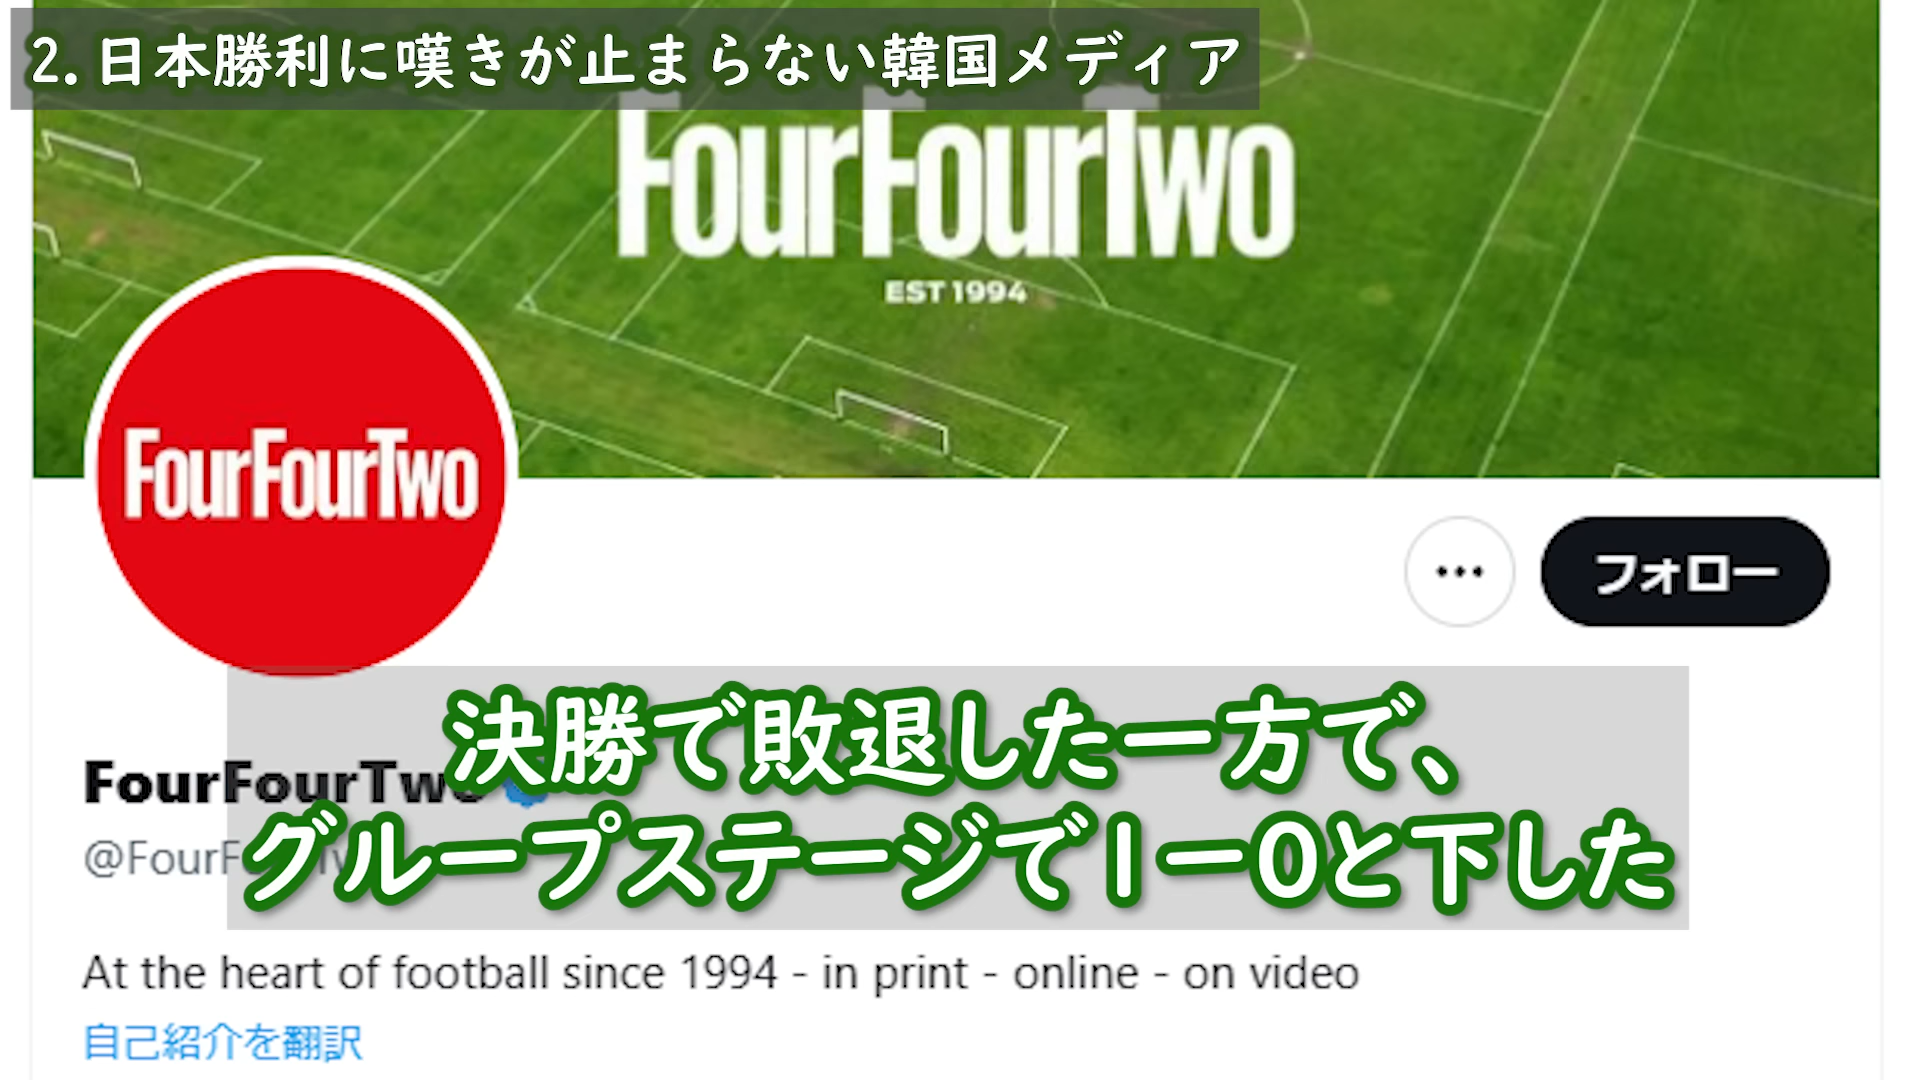 2. 日本勝利に嘆きが止まらない韓国メディア
FourFourTwo
EST 1994
FourFourTwo
フォロー
決勝で敗退した一方で、
FourFourTwo
グループステージで1ー0と下した
@FourF
At the heart of football since 1994 - in print - online - on video
自己紹介を翻訳